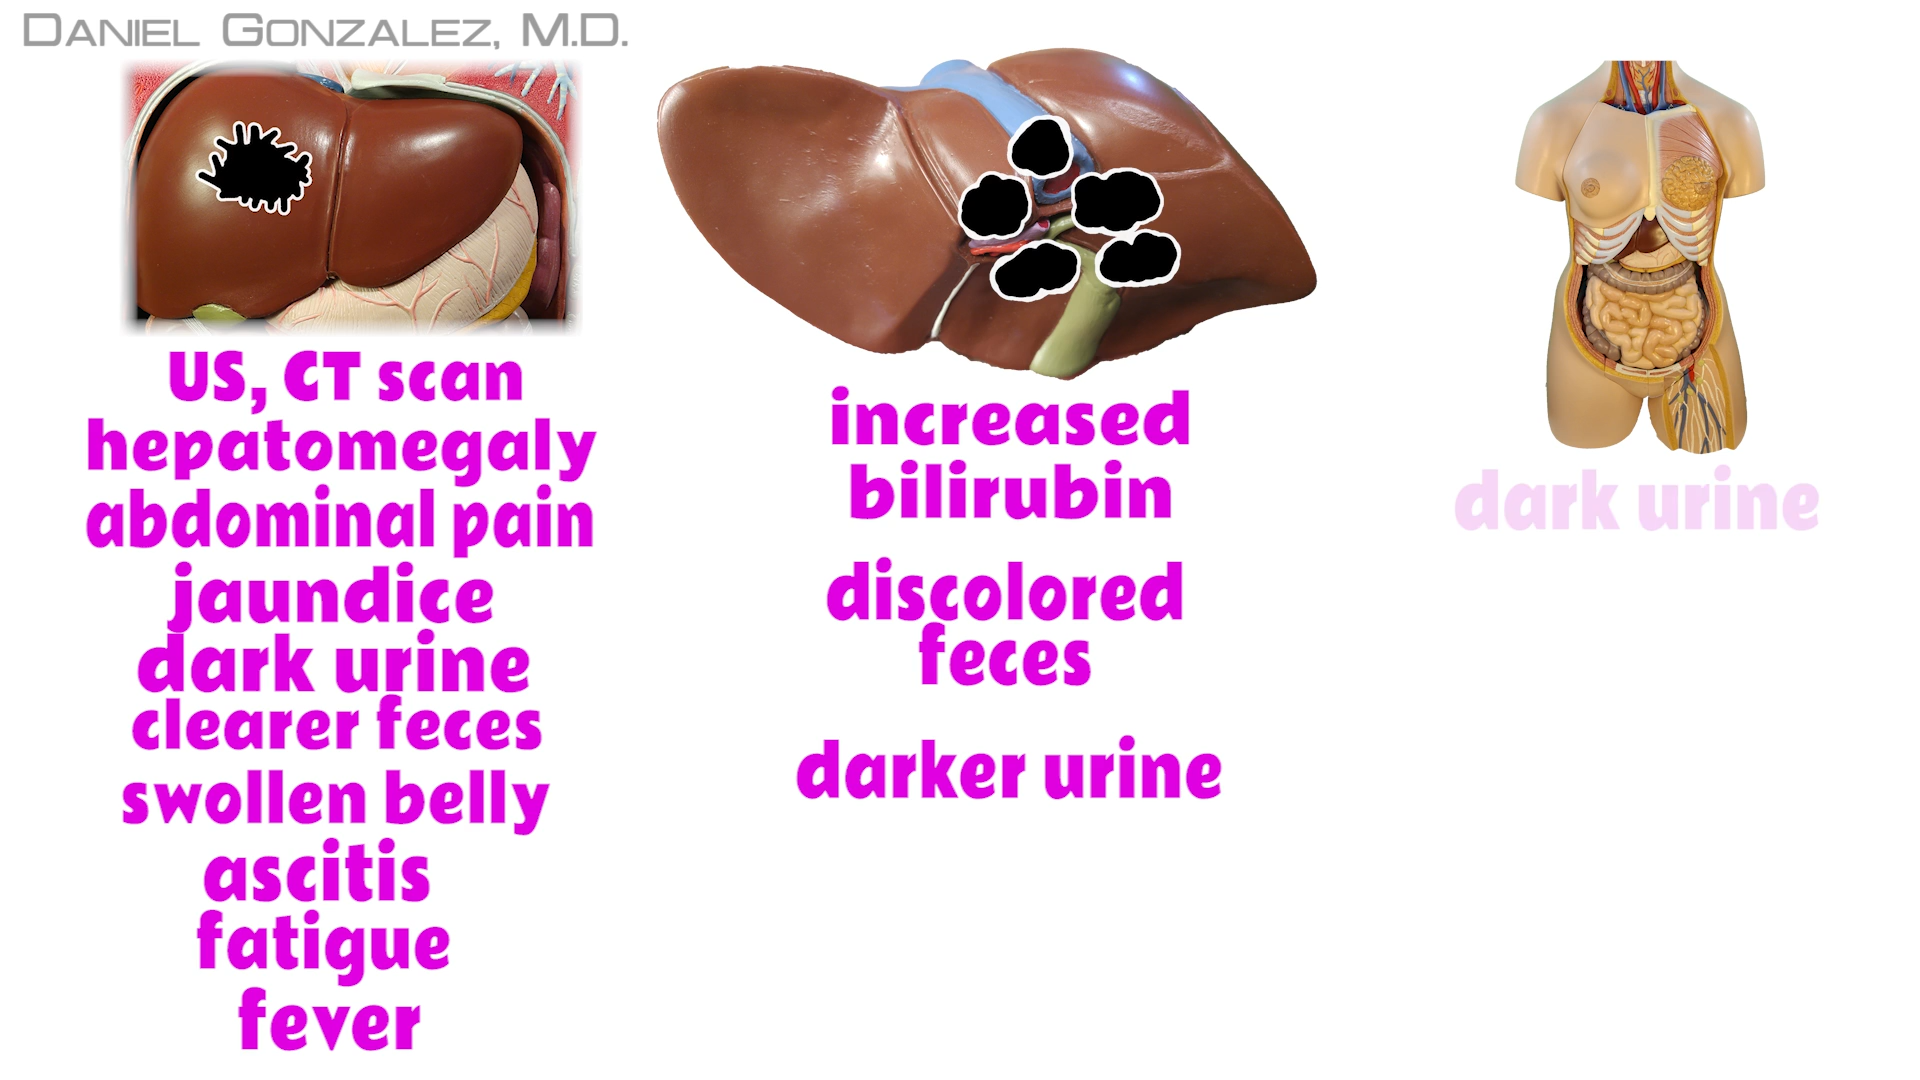 DANIEL GONZALEZ, M.D.
US, CT scan
hepatomegaly
abdominal pain
jaundice
dark urine
clearer feces
swollen belly
ascitis
fatigue
fever
increased
bilirubin
discolored
feces
darker urine
dark urine